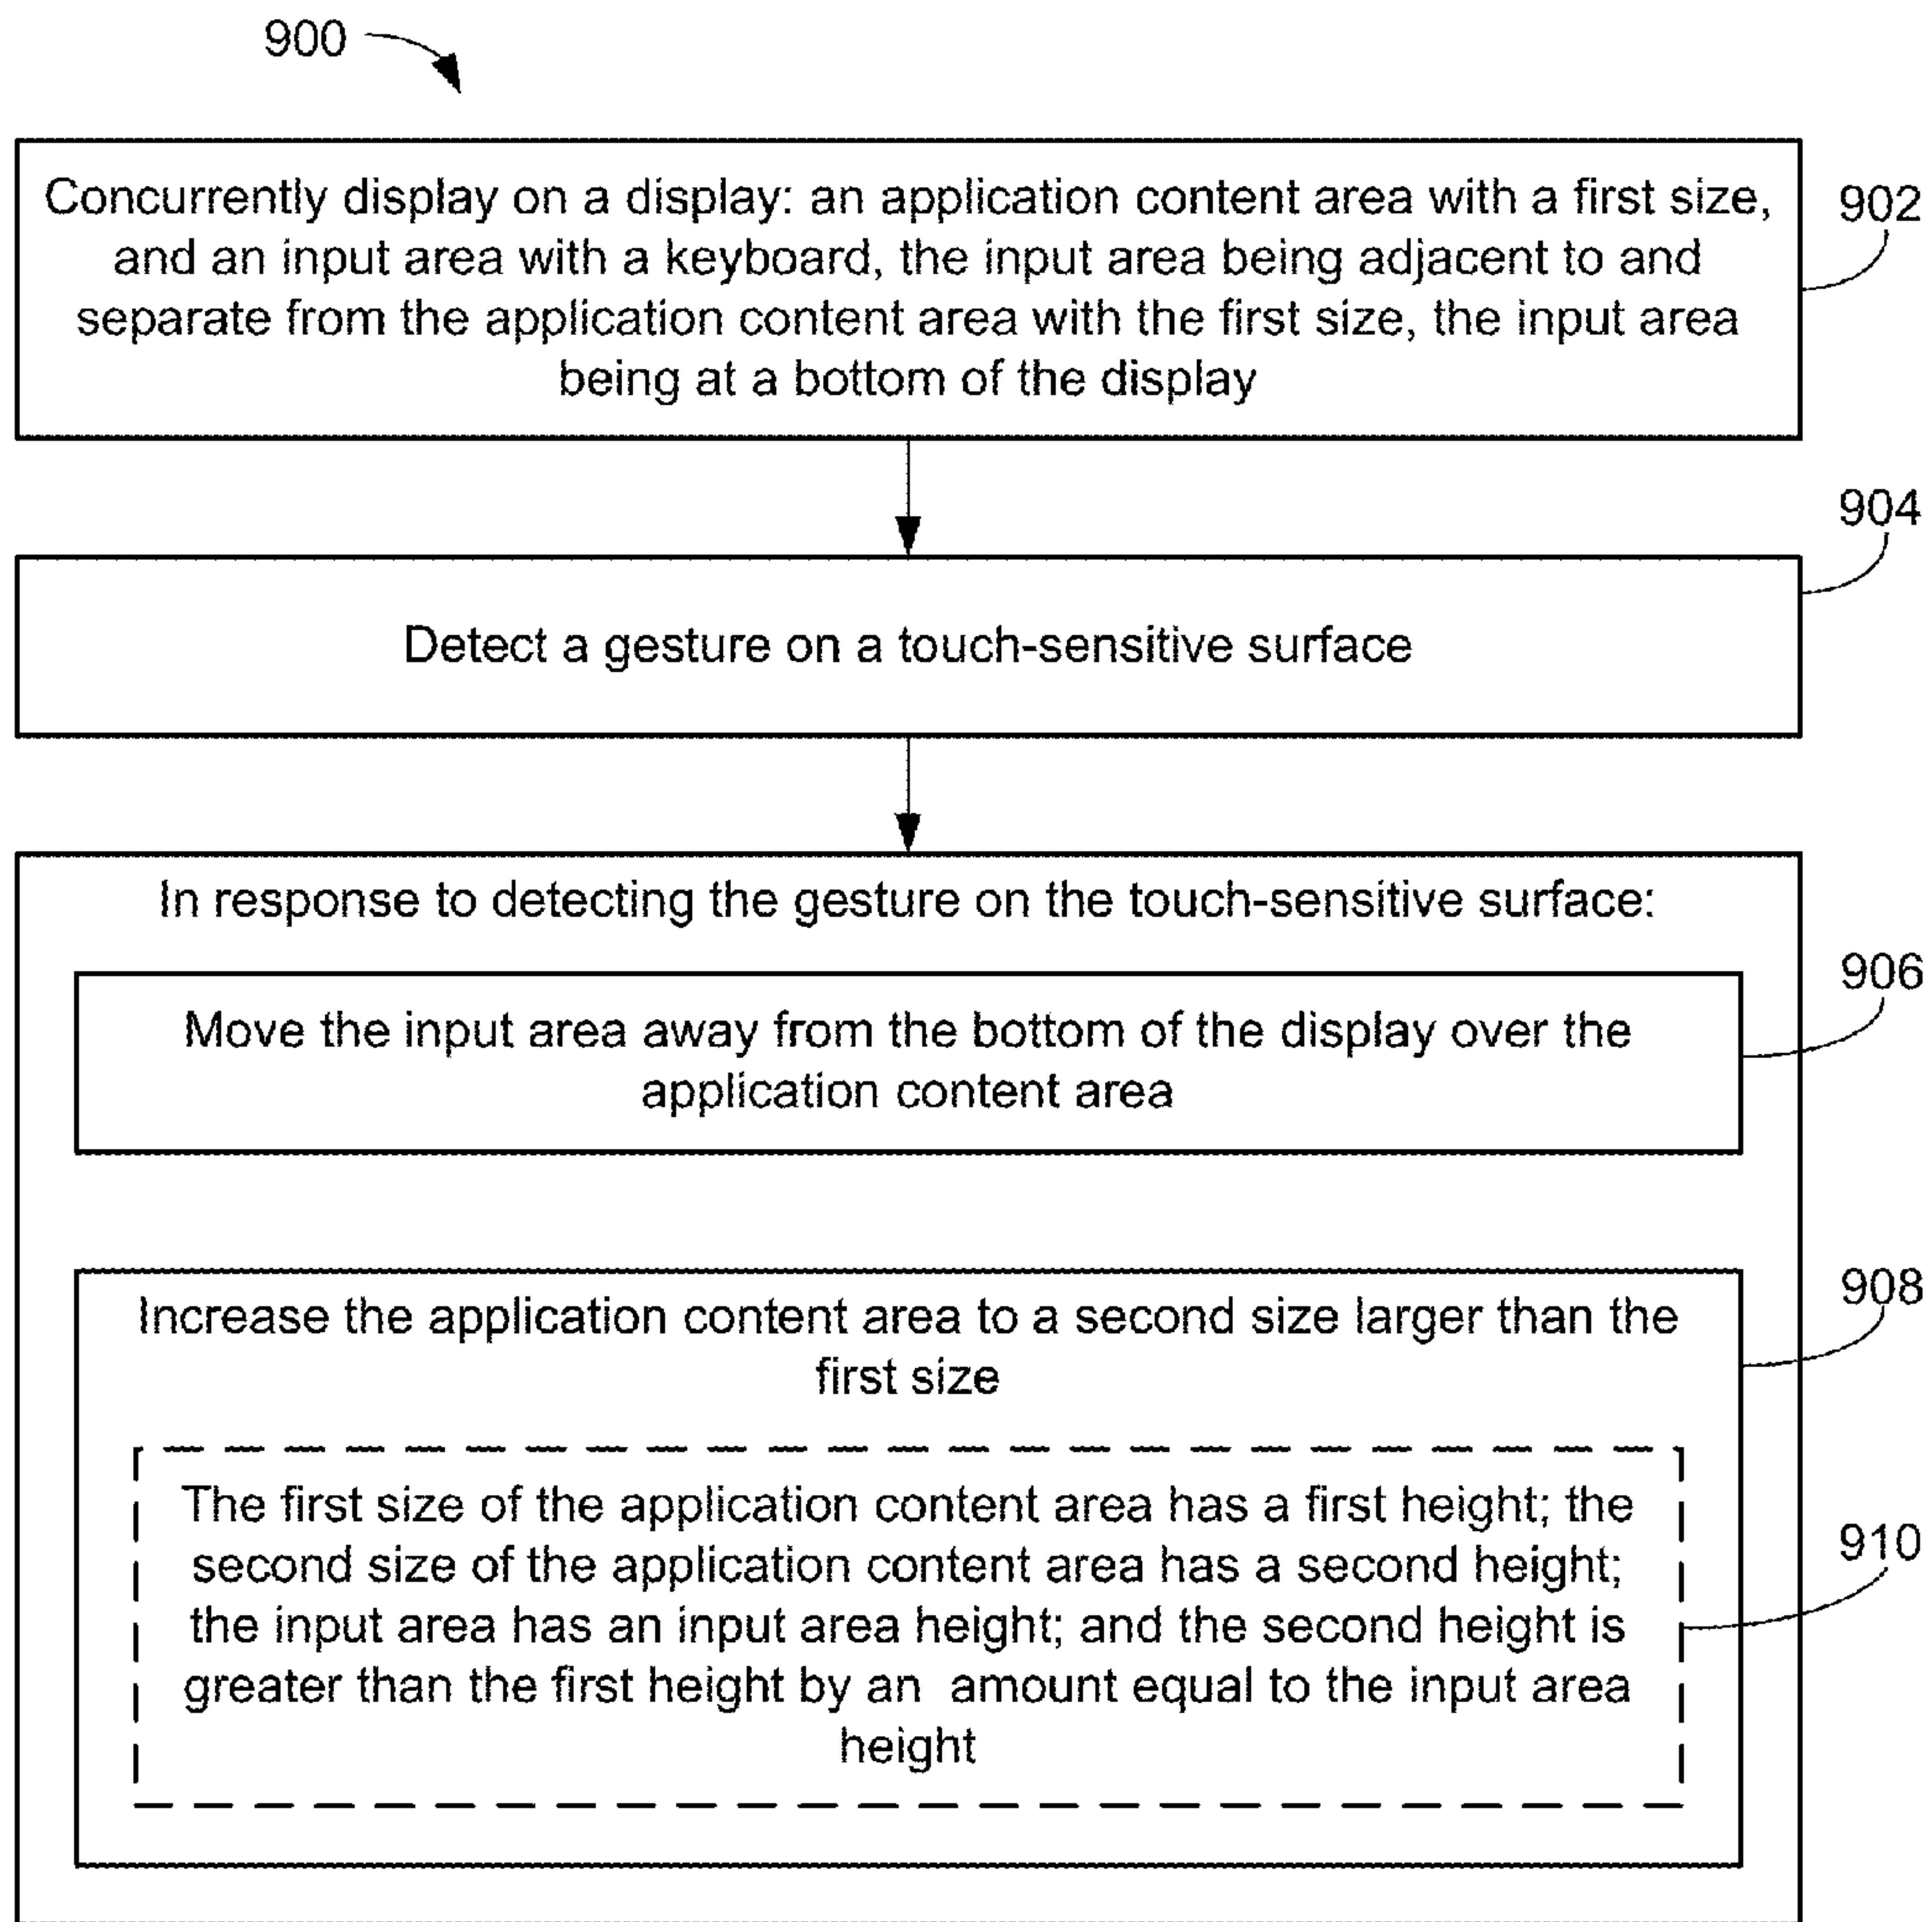 900
Concurrently display on a display: an application content area with a first size,
and an input area with a keyboard, the input area being adjacent to and
separate from the application content area with the first size, the input area
being at a bottom of the display
902
904
Detect a gesture on a touch-sensitive surface
In response to detecting the gesture on the touch-sensitive surface:
906
Move the input area away from the bottom of the display over the
application content area
908
Increase the application content area to a second size larger than the
first size
The first size of the application content area has a first height; the
second size of the application content area has a second height;
the input area has an input area height; and the second height is
greater than the first height by an  amount equal to the input area
height
910